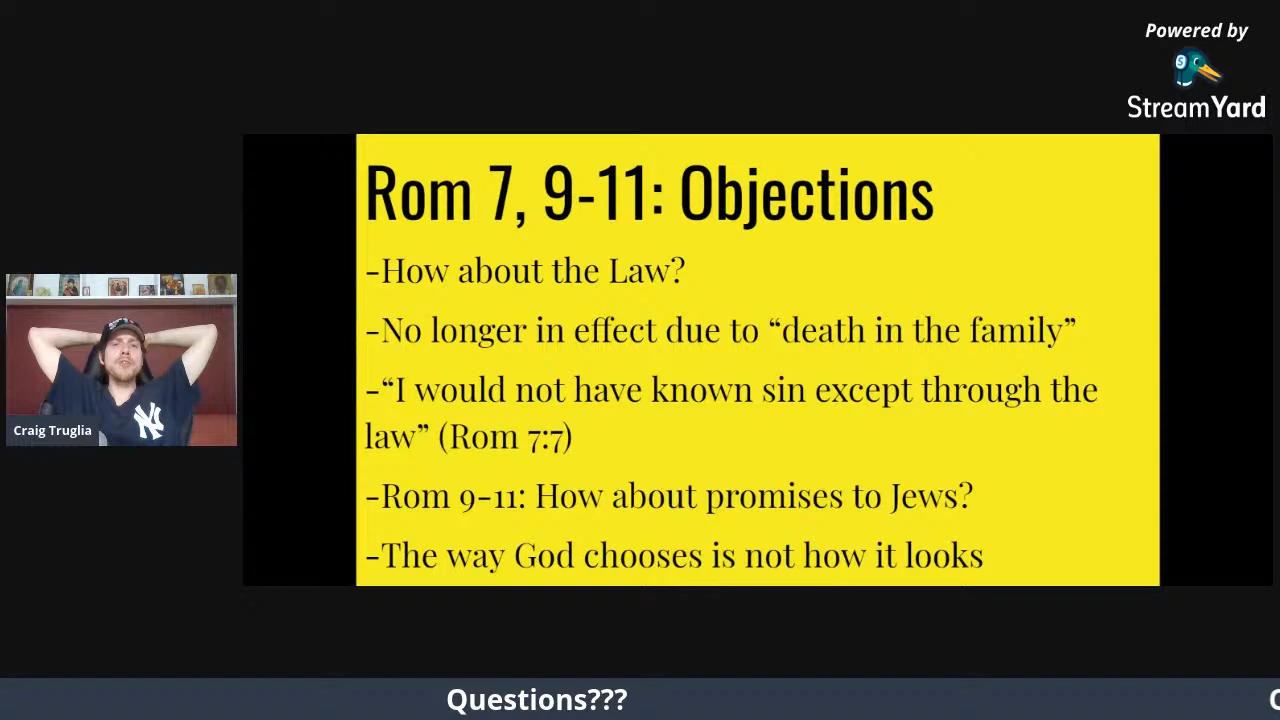 Powered by
StreamYard
Rom 7, 9-11: Objections
-How about the Law?
-No longer in effect due to “death in the family”
-“I would not have known sin except through the
law” (Rom 7:7)
-Rom 9-11: How about promises to Jews?
-The way God chooses is not how it looks
Craig Truglia
Questions???